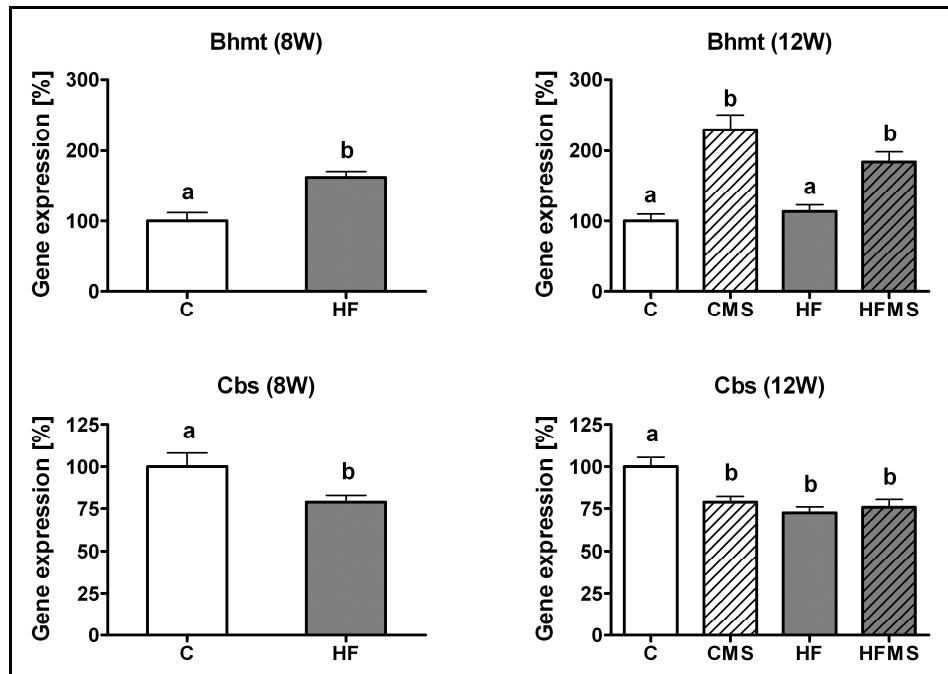 Bhmt (8W)
Gene expression [%]
300
200
100
0
a
b
C
HF
Bhmt (12W)
Gene expression [%]
300
200
100
0
a
b
a
b
C
CMS
HF
HFMS
Cbs (8W)
Gene expression [%]
125
100
75
50
25
0
a
b
C
HF
Cbs (12W)
Gene expression [%]
125
100
75
50
25
0
a
b
b
b
C
CMS
HF
HFMS